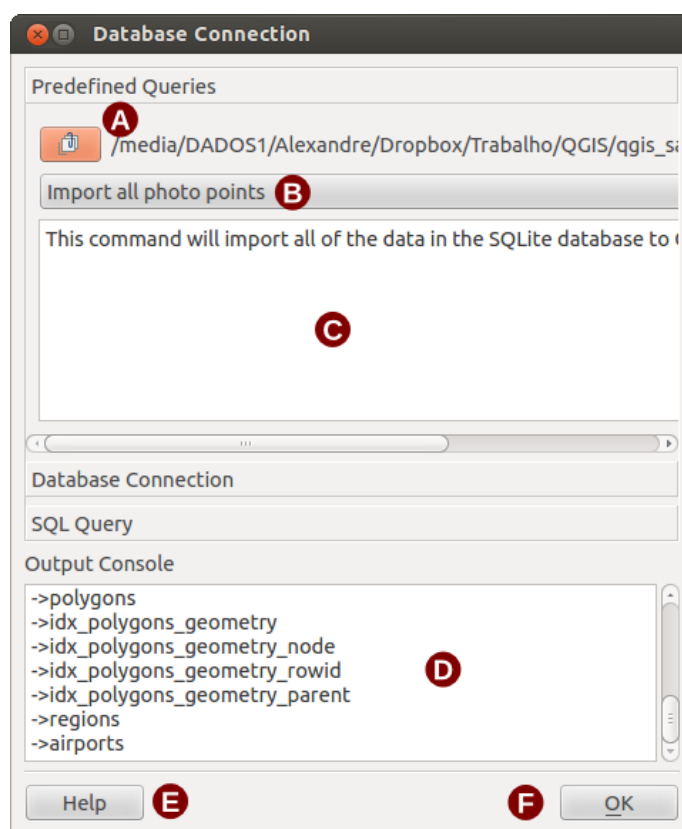 Database Connection
Predefined Queries
A
/media/DADOS1/Alexandre/Dropbox/Trabalho/QGIS/qgis_sa
Import all photo points B
This command will import all of the data in the SQLite database to
C
Database Connection
SQL Query
Output Console
->polygons
->idx_polygons_geometry
->idx_polygons_geometry_node
->idx_polygons_geometry_rowid
->idx_polygons_geometry_parent
->regions
->airports
D
Help E
F OK